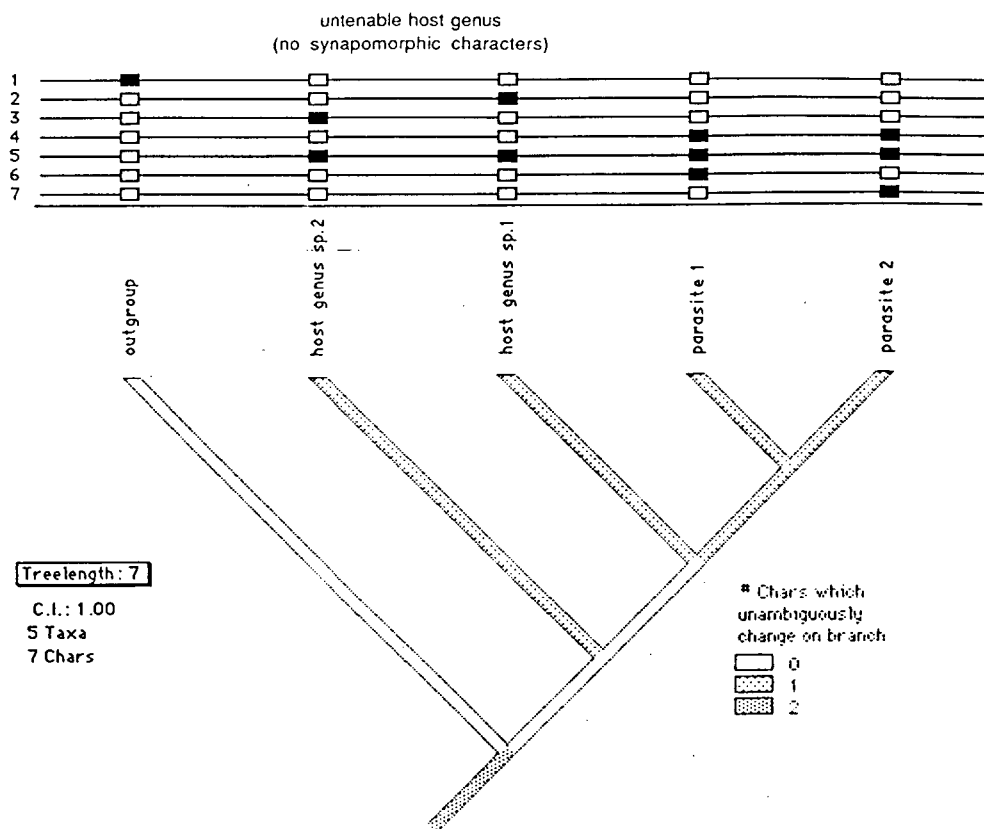 untenable host genus
(no synapomorphic characters)
1
2
3
4
5
6
7
outgroup
host genus sp.2
host genus sp.1
parasite 1
parasite 2
Treelength: 7
C.I.: 1.00
5 Taxa
7 Chars
# Chars which
unambiguously
change on branch
0
1
2